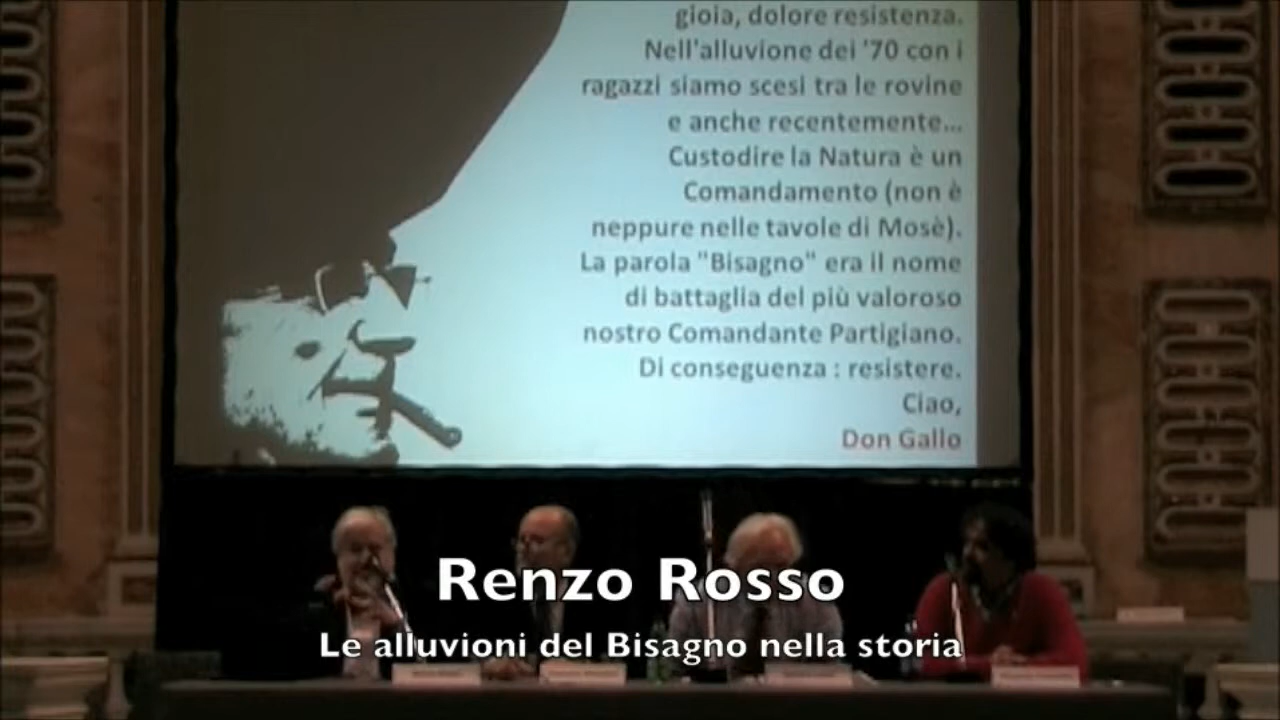 gioia, dolore resistenza.
Nell'alluvione dei '70 con i
ragazzi siamo scesi tra le rovine
e anche recentemente...
Custodire la Natura è un
Comandamento (non è
neppure nelle tavole di Mosè).
La parola "Bisagno" era il nome
di battaglia del più valoroso
nostro Comandante Partigiano.
Di conseguenza : resistere.
Ciao,
Don Gallo
Renzo Rosso
Le alluvioni del Bisagno nella storia